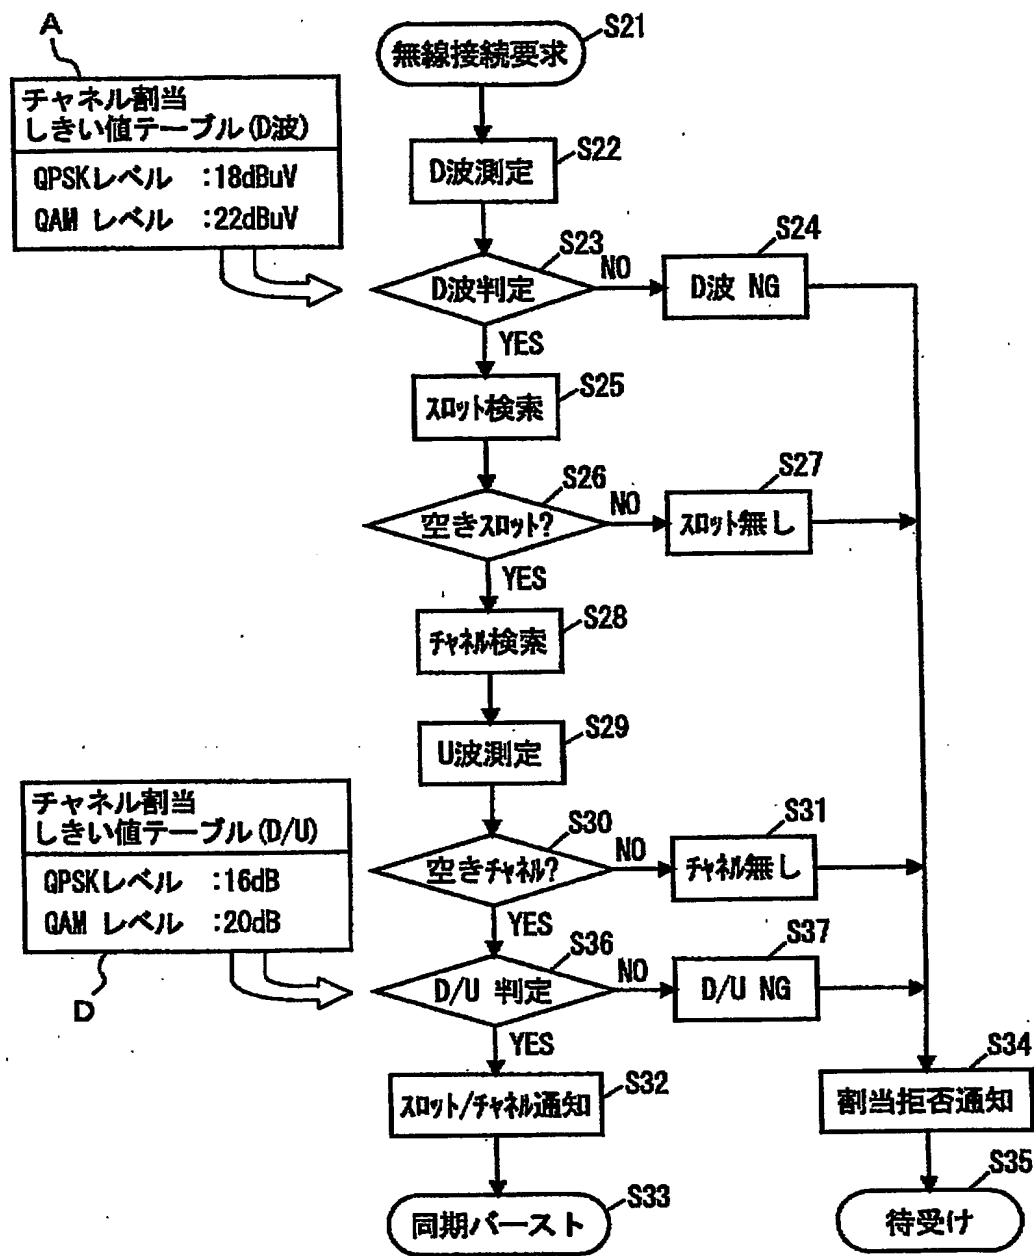 A
チャネル割当
しきい値テーブル(D波)
QPSKレベル :18dBuV
QAM レベル :22dBuV
S21
無線接続要求
S22
D波測定
S23
D波判定
NO
S24
D波 NG
YES
S25
スロット検索
S26
空きスロット?
NO
S27
スロット無し
YES
S28
チャネル検索
S29
U波測定
チャネル割当
しきい値テーブル(D/U)
QPSKレベル :16dB
QAM レベル :20dB
D
S30
空きチャネル?
NO
S31
チャネル無し
YES
S36
D/U 判定
NO
S37
D/U NG
YES
S32
スロット/チャネル通知
S34
割当拒否通知
S33
同期バースト
S35
待受け